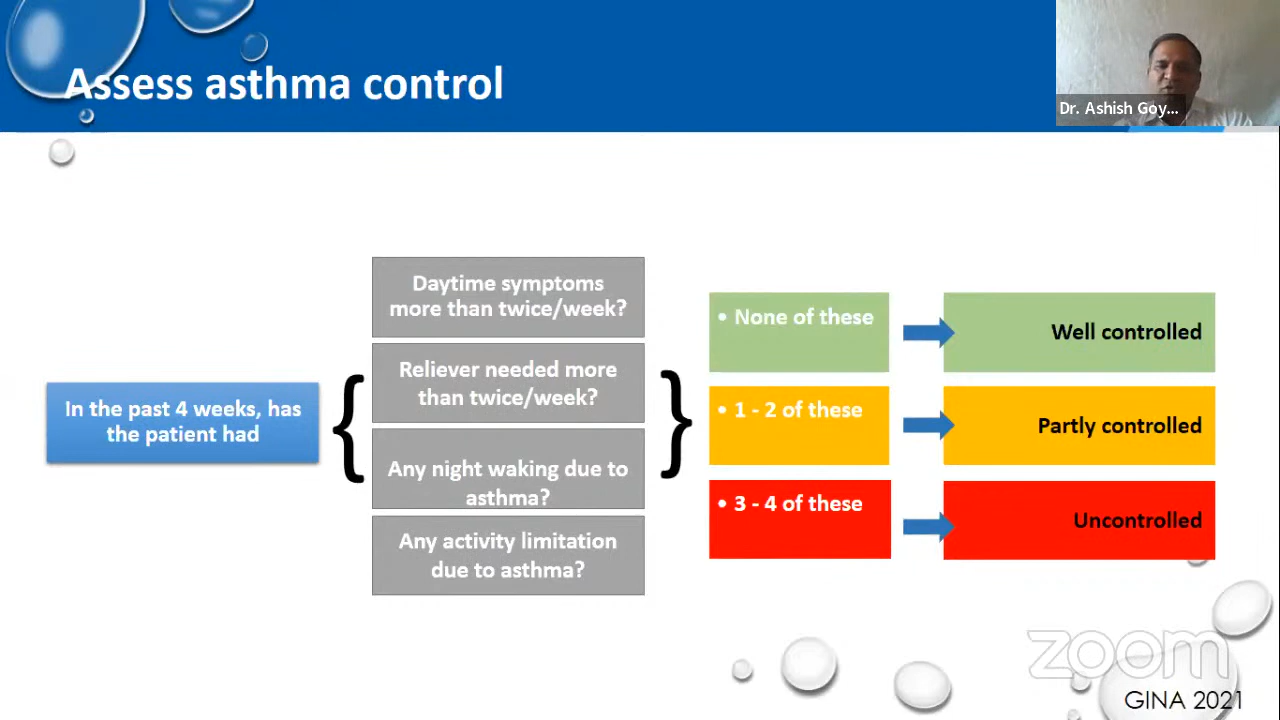 Assess asthma control
Dr. Ashish Goy...
In the past 4 weeks, has
the patient had
{
Daytime symptoms
more than twice/week?
Reliever needed more
than twice/week?
Any night waking due to
asthma?
Any activity limitation
due to asthma?
}
• None of these
Well controlled
• 1 - 2 of these
Partly controlled
• 3 - 4 of these
Uncontrolled
zoom
GINA 2021